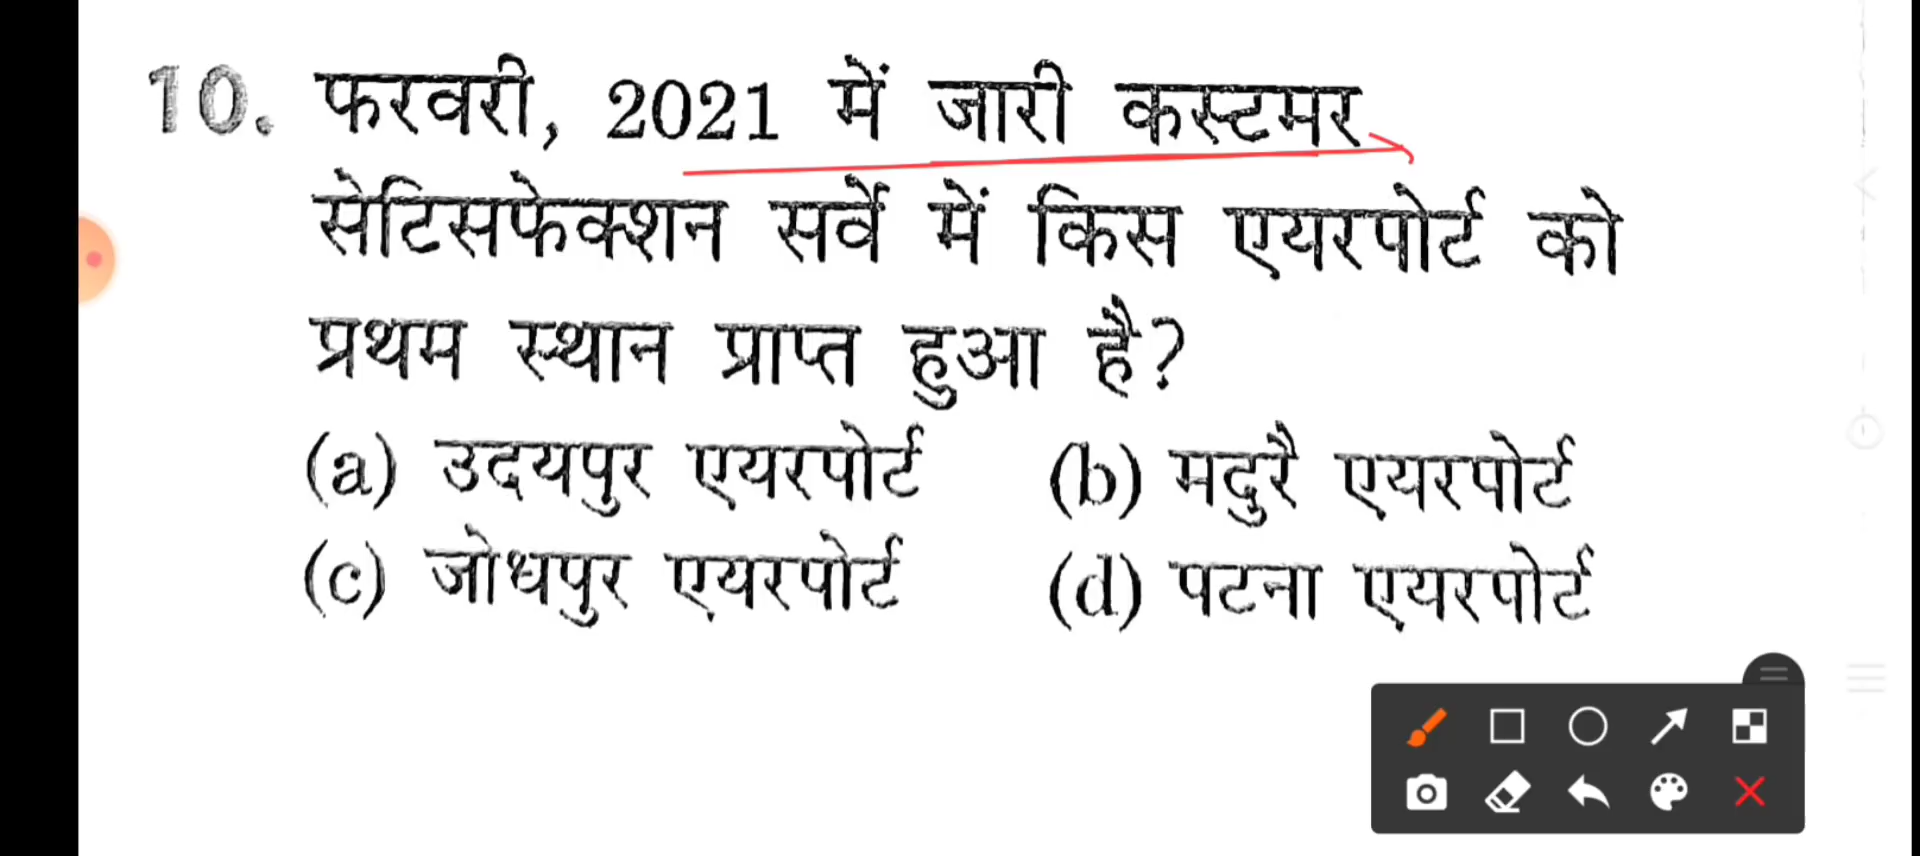 10. फरवरी, 2021 में जारी कस्टमर
सेटिसफेक्शन सर्वे में किस एयरपोर्ट को
प्रथम स्थान प्राप्त हुआ है?
(a) उदयपुर एयरपोर्ट (b) मदुरै एयरपोर्ट
(c) जोधपुर एयरपोर्ट (d) पटना एयरपोर्ट